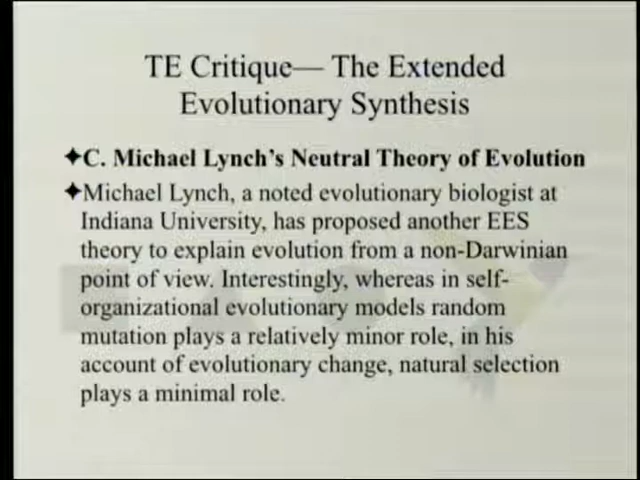 TE Critique— The Extended
Evolutionary Synthesis
✦C. Michael Lynch's Neutral Theory of Evolution
✦Michael Lynch, a noted evolutionary biologist at
Indiana University, has proposed another EES
theory to explain evolution from a non-Darwinian
point of view. Interestingly, whereas in self-
organizational evolutionary models random
mutation plays a relatively minor role, in his
account of evolutionary change, natural selection
plays a minimal role.